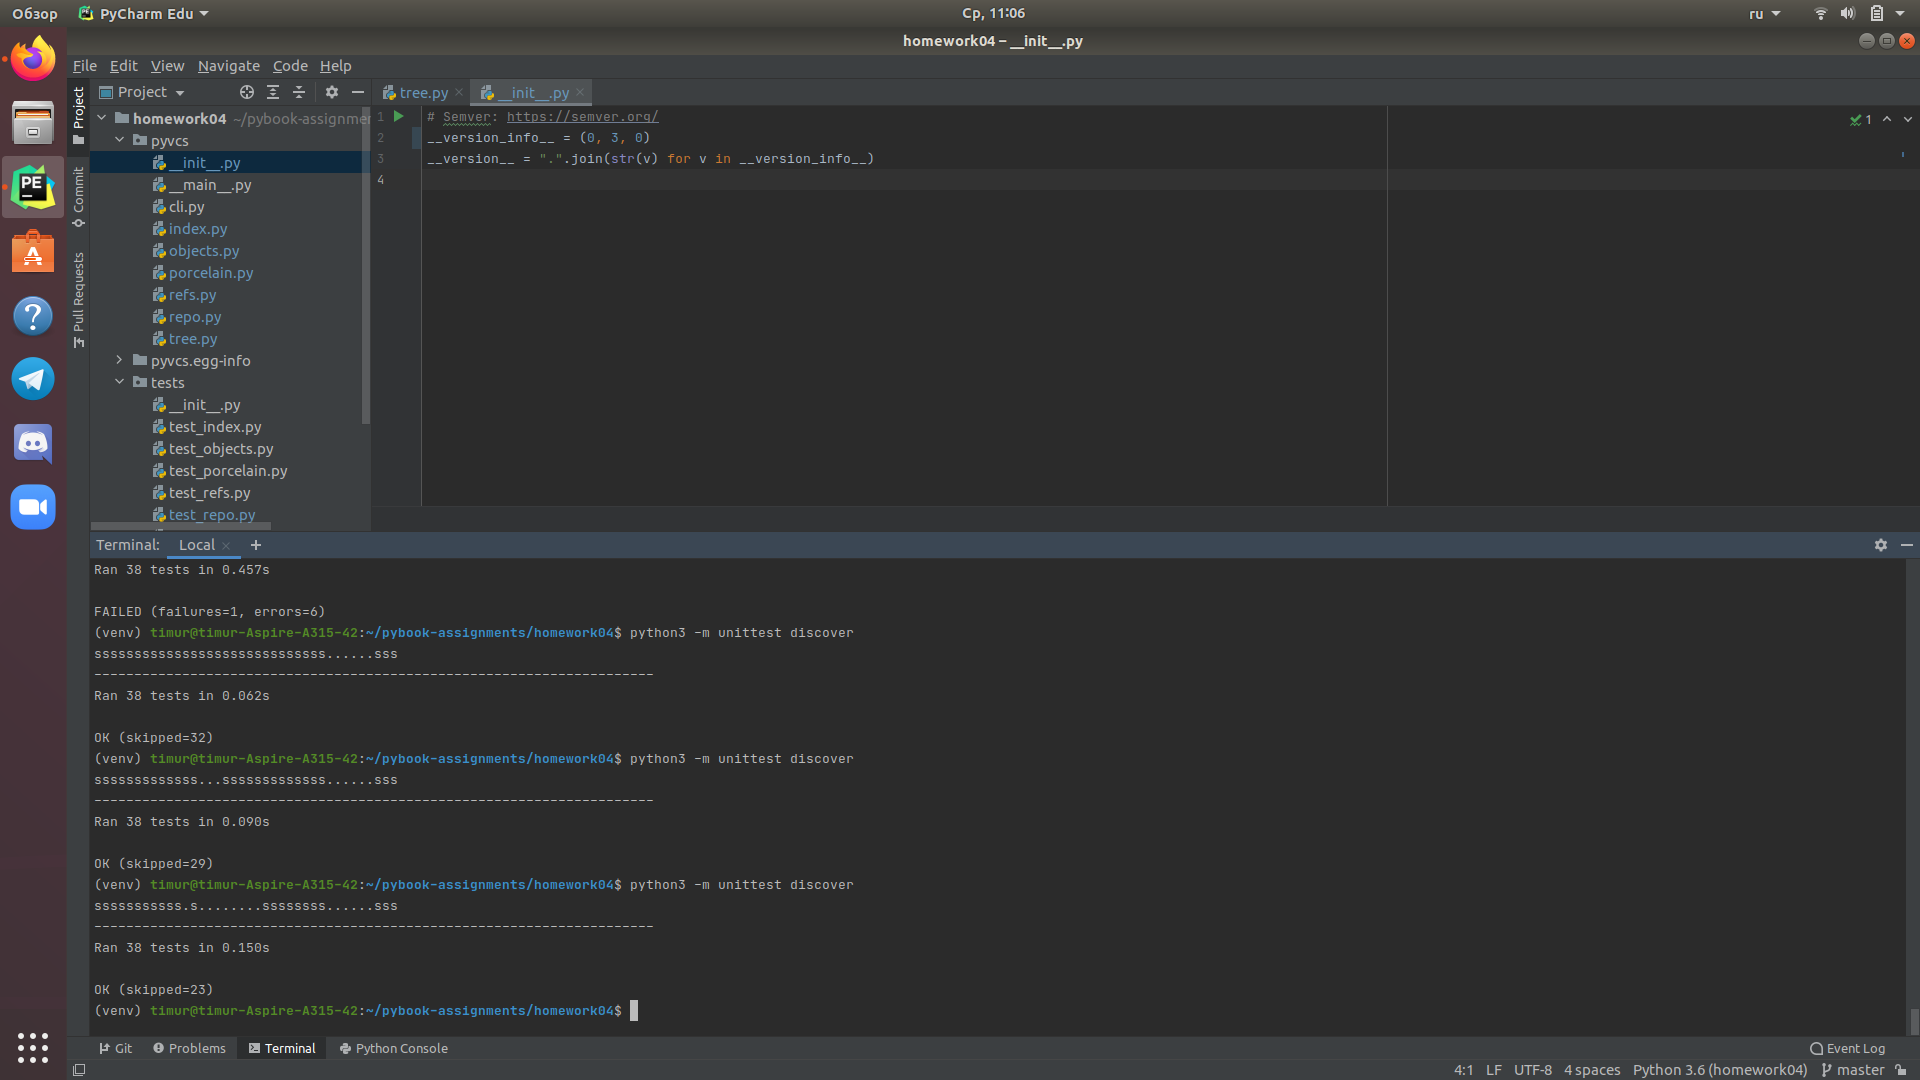 Обзор
PyCharm Edu
Ср, 11:06
ru
homework04 – __init__.py
File Edit View Navigate Code Help
Project
tree.py
__init__.py
Project
Commit
Pull Requests
homework04 ~/pybook-assignmer
pyvcs
__init__.py
__main__.py
cli.py
index.py
objects.py
porcelain.py
refs.py
repo.py
tree.py
pyvcs.egg-info
tests
__init__.py
test_index.py
test_objects.py
test_porcelain.py
test_refs.py
test_repo.py
1 # Semver: https://semver.org/
2 __version_info__ = (0, 3, 0)
3 __version__ = ".".join(str(v) for v in __version_info__)
4
1
PE
A
?
Terminal: Local
Ran 38 tests in 0.457s
FAILED (failures=1, errors=6)
(venv) timur@timur-Aspire-A315-42:~/pybook-assignments/homework04$ python3 -m unittest discover
sssssssssssssssssssssssssssss......sss
----------------------------------------------------------------------
Ran 38 tests in 0.062s
OK (skipped=32)
(venv) timur@timur-Aspire-A315-42:~/pybook-assignments/homework04$ python3 -m unittest discover
sssssssssssss...sssssssssssss......sss
----------------------------------------------------------------------
Ran 38 tests in 0.090s
OK (skipped=29)
(venv) timur@timur-Aspire-A315-42:~/pybook-assignments/homework04$ python3 -m unittest discover
sssssssssss.s........ssssssss......sss
----------------------------------------------------------------------
Ran 38 tests in 0.150s
OK (skipped=23)
(venv) timur@timur-Aspire-A315-42:~/pybook-assignments/homework04$
Git Problems Terminal Python Console
Event Log
4:1 LF UTF-8 4 spaces Python 3.6 (homework04) master